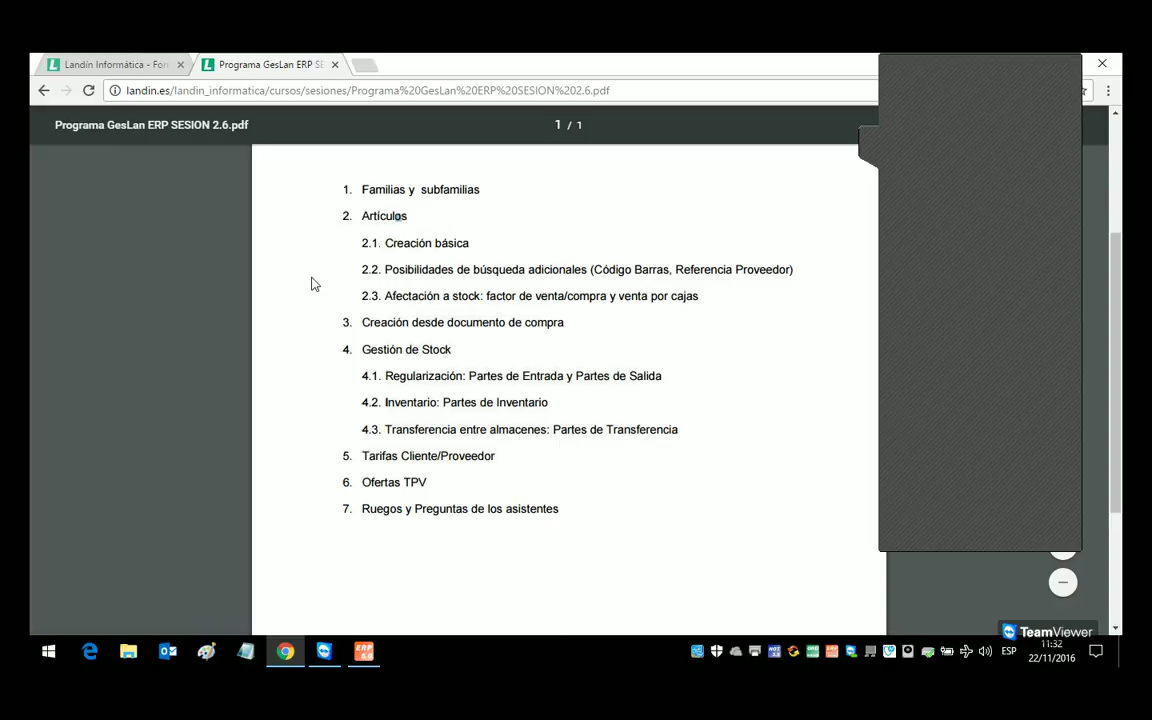 Landín Informática - For
Programa GesLan ERP SE
landin.es/landin_informatica/cursos/sesiones/Programa%20GesLan%20ERP%20SESION%202.6.pdf
Programa GesLan ERP SESION 2.6.pdf
1 / 1
1. Familias y subfamilias
2. Artículos
2.1. Creación básica
2.2. Posibilidades de búsqueda adicionales (Código Barras, Referencia Proveedor)
2.3. Afectación a stock: factor de venta/compra y venta por cajas
3. Creación desde documento de compra
4. Gestión de Stock
4.1. Regularización: Partes de Entrada y Partes de Salida
4.2. Inventario: Partes de Inventario
4.3. Transferencia entre almacenes: Partes de Transferencia
5. Tarifas Cliente/Proveedor
6. Ofertas TPV
7. Ruegos y Preguntas de los asistentes
TeamViewer
ERP
ESP
11:32
22/11/2016